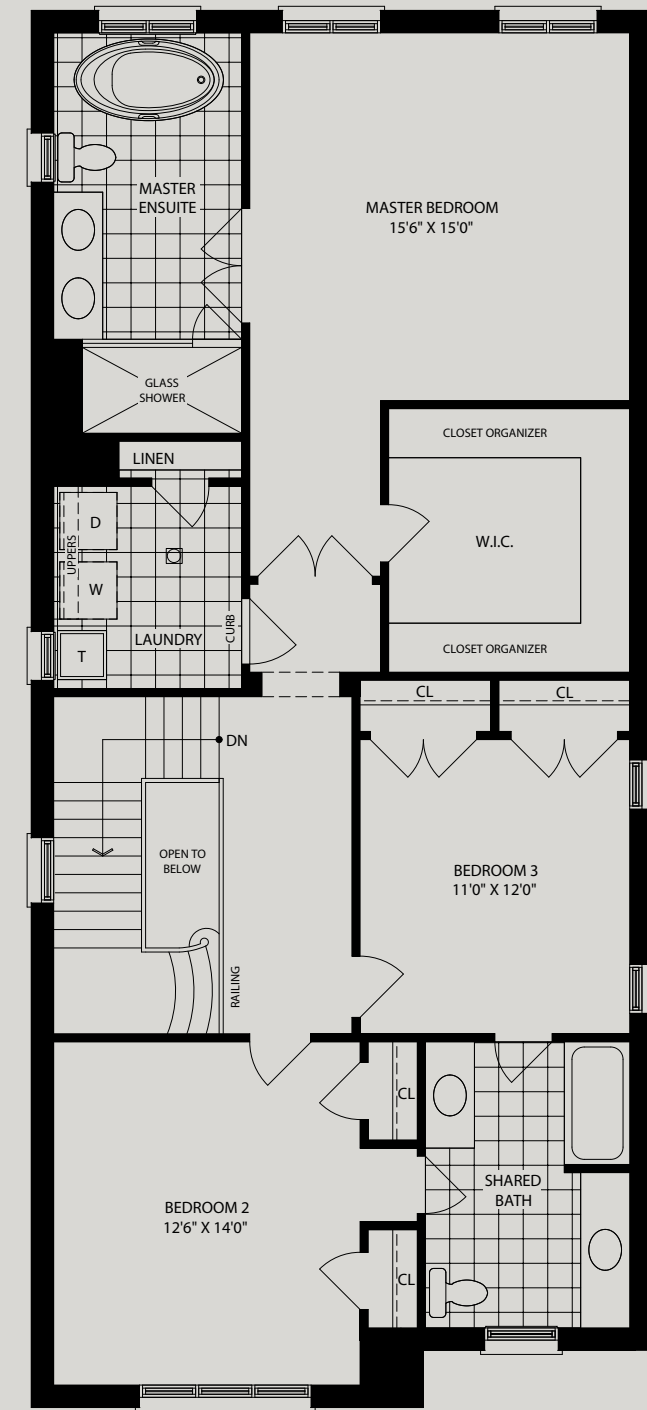 MASTER
ENSUITE
MASTER BEDROOM
15'6" X 15'0"
GLASS
SHOWER
CLOSET ORGANIZER
LINEN
D
UPPERS
W
W.I.C.
CURB
LAUNDRY
T
CLOSET ORGANIZER
CL
CL
DN
OPEN TO
BELOW
BEDROOM 3
11'0" X 12'0"
RAILING
CL
SHARED
BATH
BEDROOM 2
12'6" X 14'0"
CL